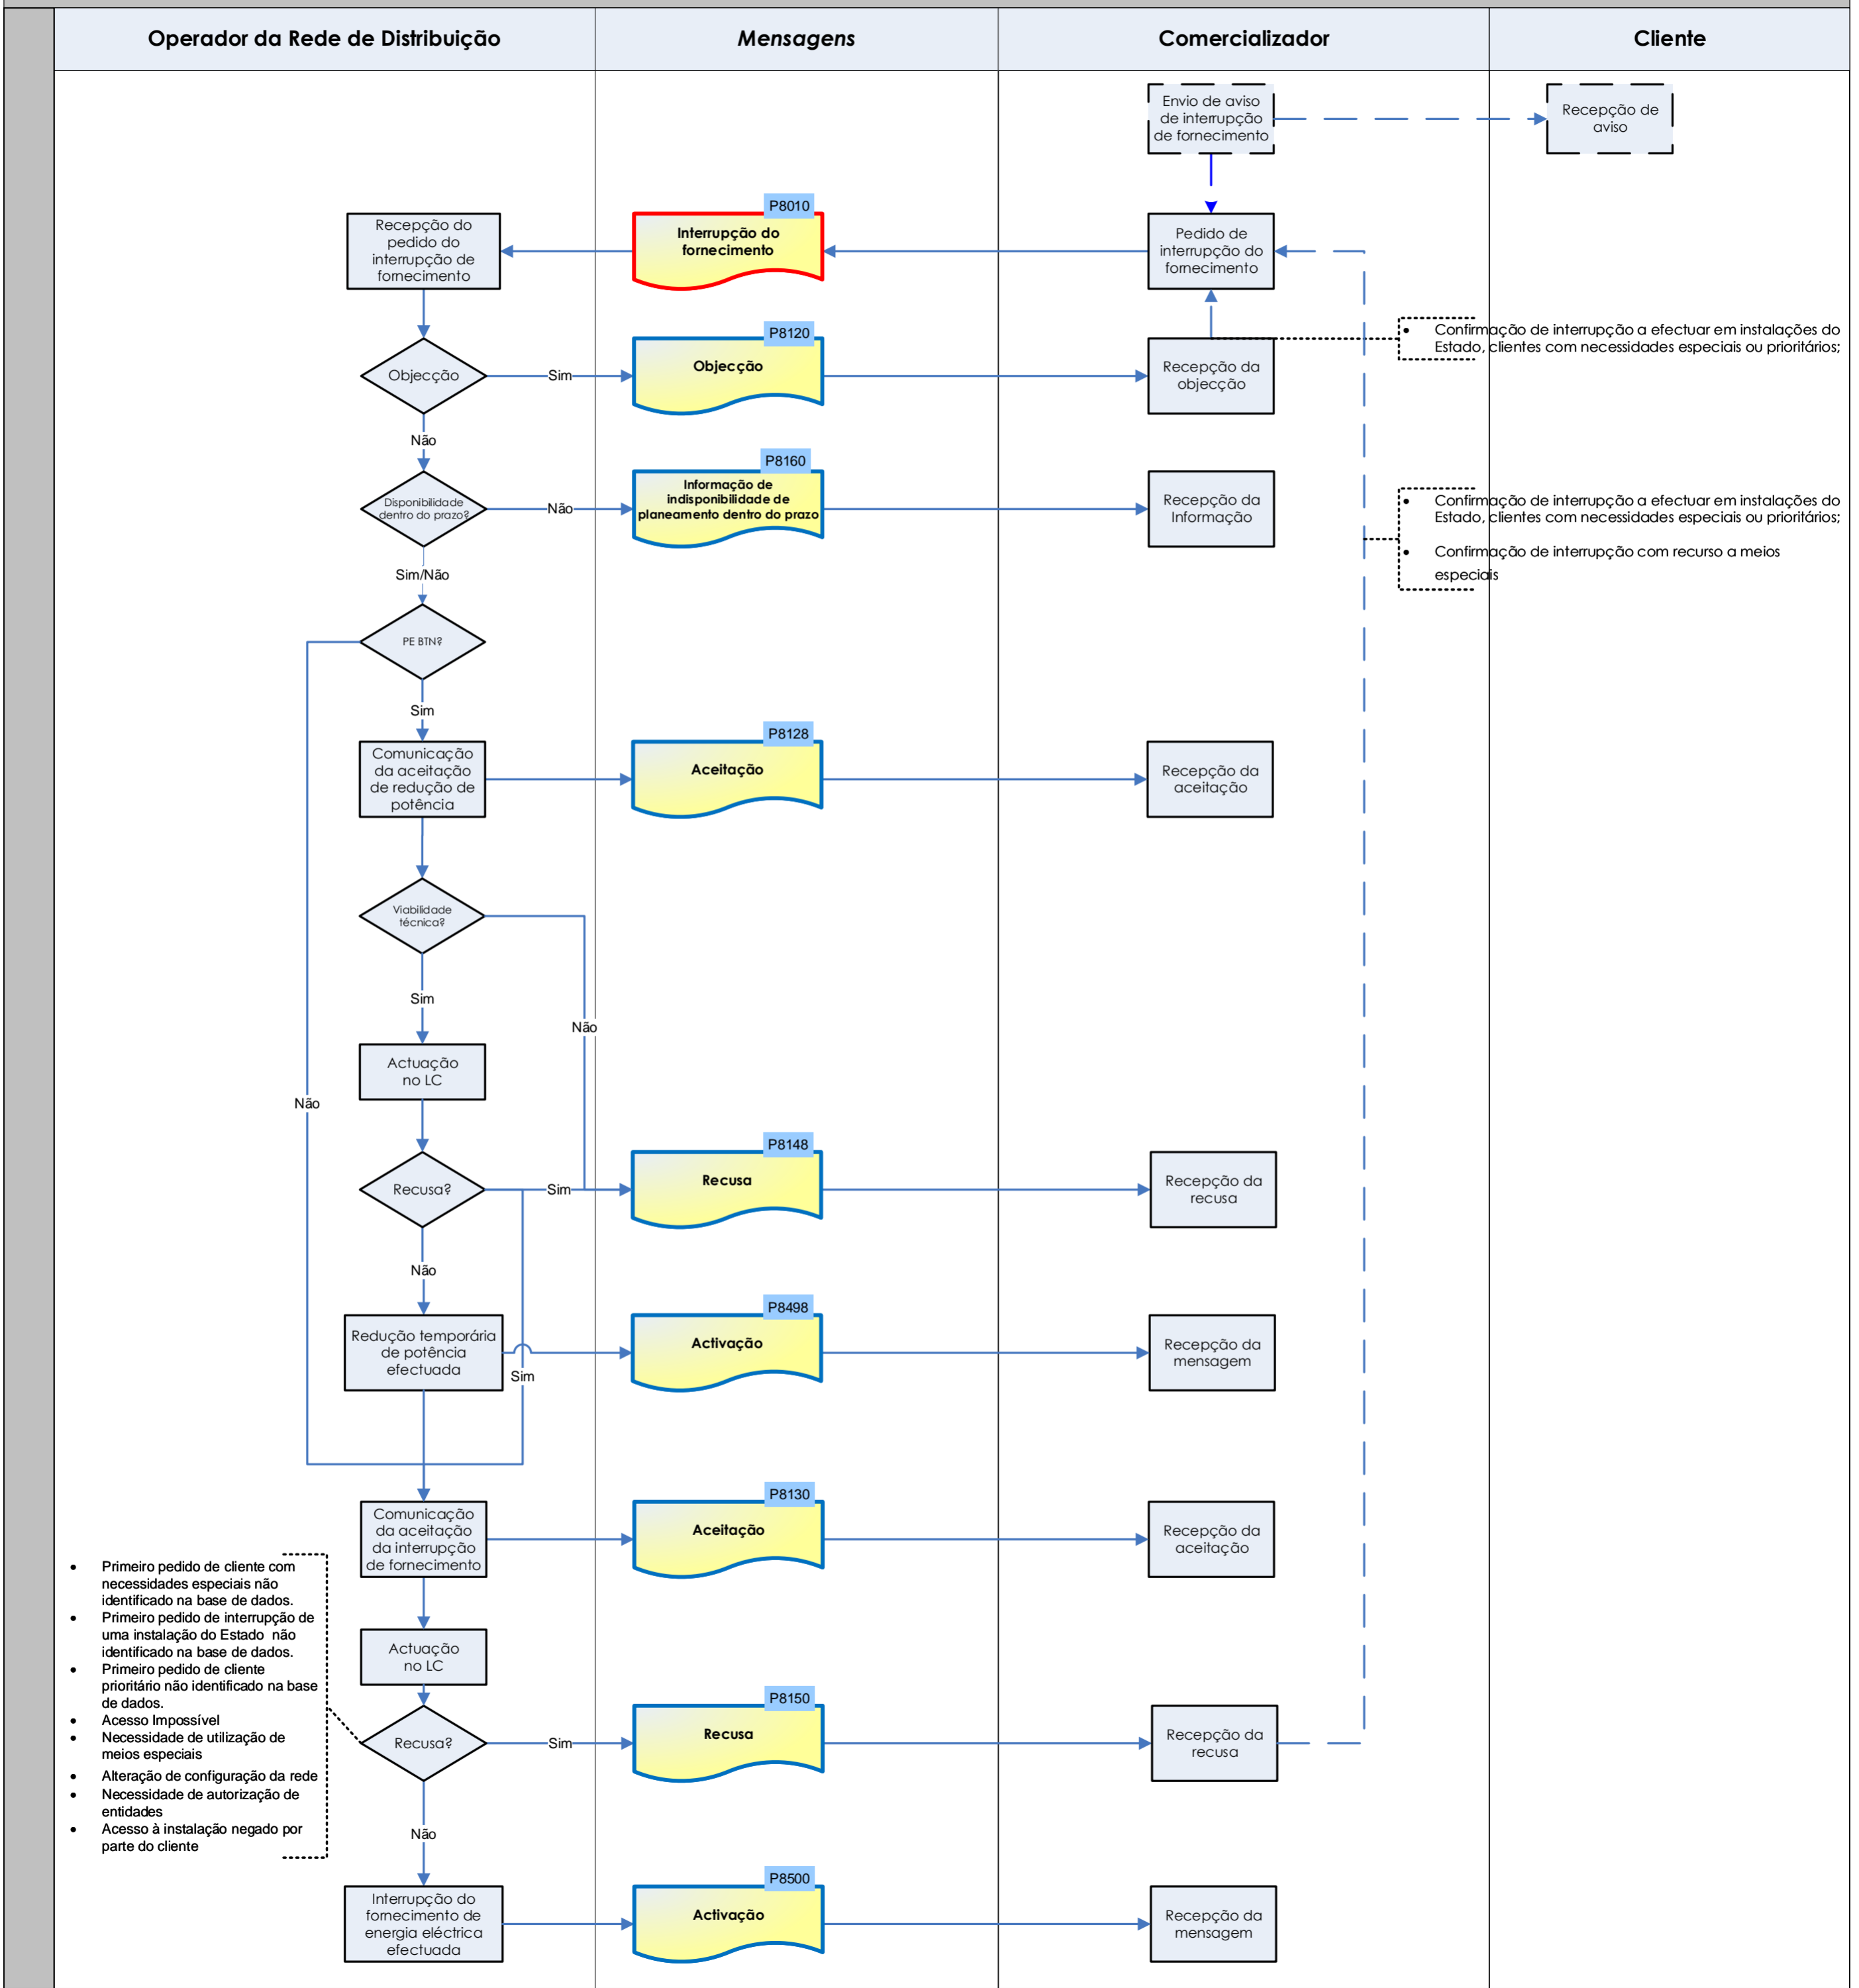 Operador da Rede de Distribuição
Mensagens
Comercializador
Cliente
Envio de aviso
de interrupção
de fornecimento
Recepção de
aviso
Recepção do
pedido do
interrupção de
fornecimento
P8010
Interrupção do
fornecimento
Pedido de
interrupção do
fornecimento
• Confirmação de interrupção a efectuar em instalações do
Estado, clientes com necessidades especiais ou prioritários;
Objecção
Sim
P8120
Objecção
Recepção da
objecção
Não
Disponibilidade
dentro do prazo?
Não
P8160
Informação de
indisponibilidade de
planeamento dentro do prazo
Recepção da
Informação
• Confirmação de interrupção a efectuar em instalações do
Estado, clientes com necessidades especiais ou prioritários;
• Confirmação de interrupção com recurso a meios
especiais
Sim/Não
PE BTN?
Sim
Comunicação
da aceitação
de redução de
potência
P8128
Aceitação
Recepção da
aceitação
Viabilidade
técnica?
Sim
Não
Actuação
no LC
Não
Recusa?
Sim
P8148
Recusa
Recepção da
recusa
Não
Redução temporária
de potência
efectuada
Sim
P8498
Activação
Recepção da
mensagem
Comunicação
da aceitação
da interrupção
de fornecimento
P8130
Aceitação
Recepção da
aceitação
• Primeiro pedido de cliente com
necessidades especiais não
identificado na base de dados.
• Primeiro pedido de interrupção de
uma instalação do Estado não
identificado na base de dados.
• Primeiro pedido de cliente
prioritário não identificado na base
de dados.
• Acesso Impossível
• Necessidade de utilização de
meios especiais
• Alteração de configuração da rede
• Necessidade de autorização de
entidades
• Acesso à instalação negado por
parte do cliente
Actuação
no LC
Recusa?
Sim
P8150
Recusa
Recepção da
recusa
Não
Interrupção do
fornecimento de
energia eléctrica
efectuada
P8500
Activação
Recepção da
mensagem